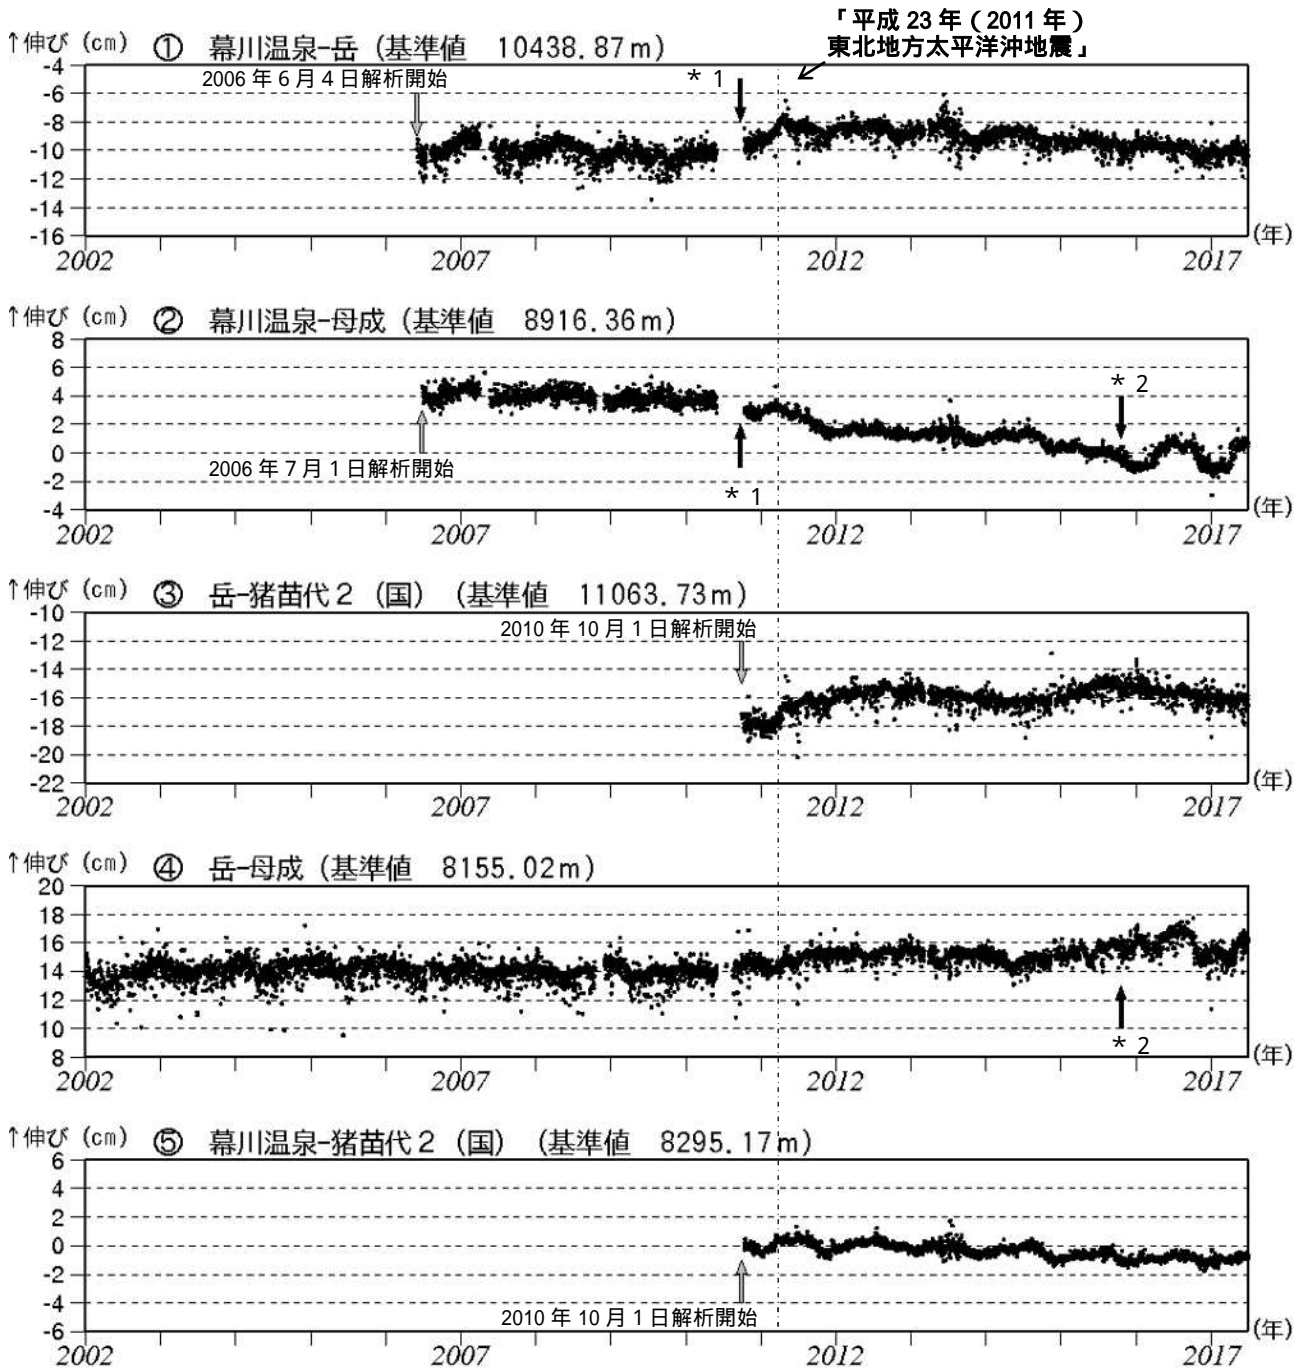 「平成 23 年 ( 2011 年 )
東北地方太平洋沖地震」
↑伸び (cm) ① 幕川温泉-岳 (基準値 10438.87m)
2006 年 6 月 4 日解析開始
* 1
-4
-6
-8
-10
-12
-14
-16
2002 2007 2012 2017 (年)
↑伸び (cm) ② 幕川温泉-母成 (基準値 8916.36m)
8
6
4
2
0
-2
-4
* 2
2006 年 7 月 1 日解析開始
* 1
2002 2007 2012 2017 (年)
↑伸び (cm) ③ 岳-猪苗代２ (国) (基準値 11063.73m)
2010 年 10 月 1 日解析開始
-10
-12
-14
-16
-18
-20
-22
2002 2007 2012 2017 (年)
↑伸び (cm) ④ 岳-母成 (基準値 8155.02m)
20
18
16
14
12
10
8
* 2
2002 2007 2012 2017 (年)
↑伸び (cm) ⑤ 幕川温泉-猪苗代２ (国) (基準値 8295.17m)
6
4
2
0
-2
-4
-6
2010 年 10 月 1 日解析開始
2002 2007 2012 2017 (年)